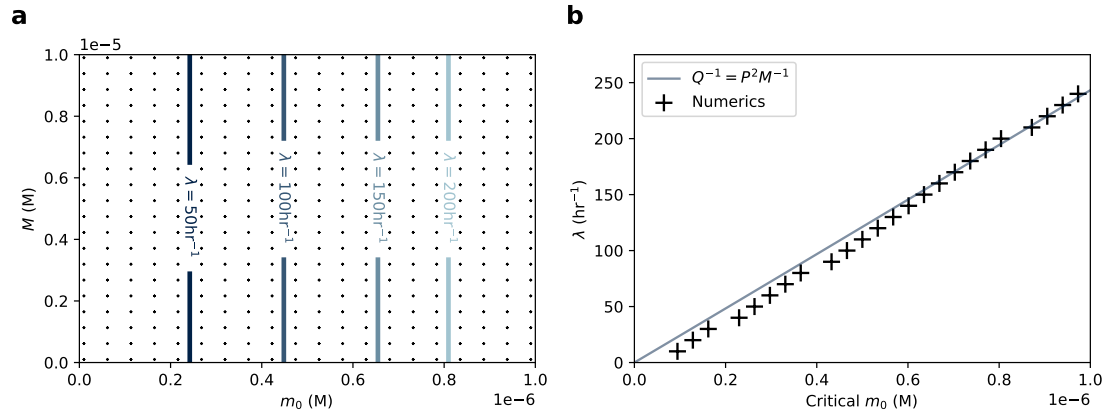 a
1e−5
1.0
0.8
0.6
0.4
0.2
0.0
M (M)
λ = 50hr⁻¹
λ = 100hr⁻¹
λ = 150hr⁻¹
λ = 200hr⁻¹
0.0 0.2 0.4 0.6 0.8 1.0
m₀ (M)
1e−6
b
250
200
150
100
50
0
λ (hr⁻¹)
Q⁻¹ = P²M⁻¹
Numerics
0.0 0.2 0.4 0.6 0.8 1.0
Critical m₀ (M)
1e−6